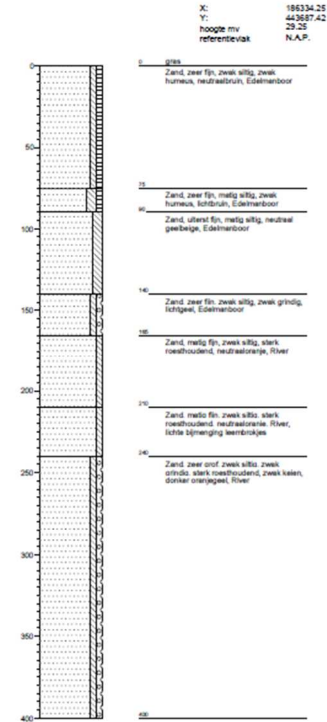 X: 186334.25
Y: 443687.42
hoogte mv 29.25
referentievlak N.A.P.
0 gras
Zand, zeer fijn, zwak siltig, zwak
humeus, neutraalbruin, Edelmanboor
75
Zand, zeer fijn, matig siltig, zwak
humeus, lichtbruin, Edelmanboor
90
Zand, uiterst fijn, matig siltig, neutraal
geelbeige, Edelmanboor
140
Zand, zeer fijn, zwak siltig, zwak grindig,
lichtgeel, Edelmanboor
165
Zand, matig fijn, zwak siltig, sterk
roesthoudend, neutraaloranje, River
210
Zand, matig fijn, zwak siltig, sterk
roesthoudend, neutraaloranje, River,
lichte bijmenging leembrokjes
240
Zand, zeer grof, zwak siltig, zwak
grindig, sterk roesthoudend, zwak keien,
donker oranjegeel, River
400
0
50
100
150
200
250
300
350
400